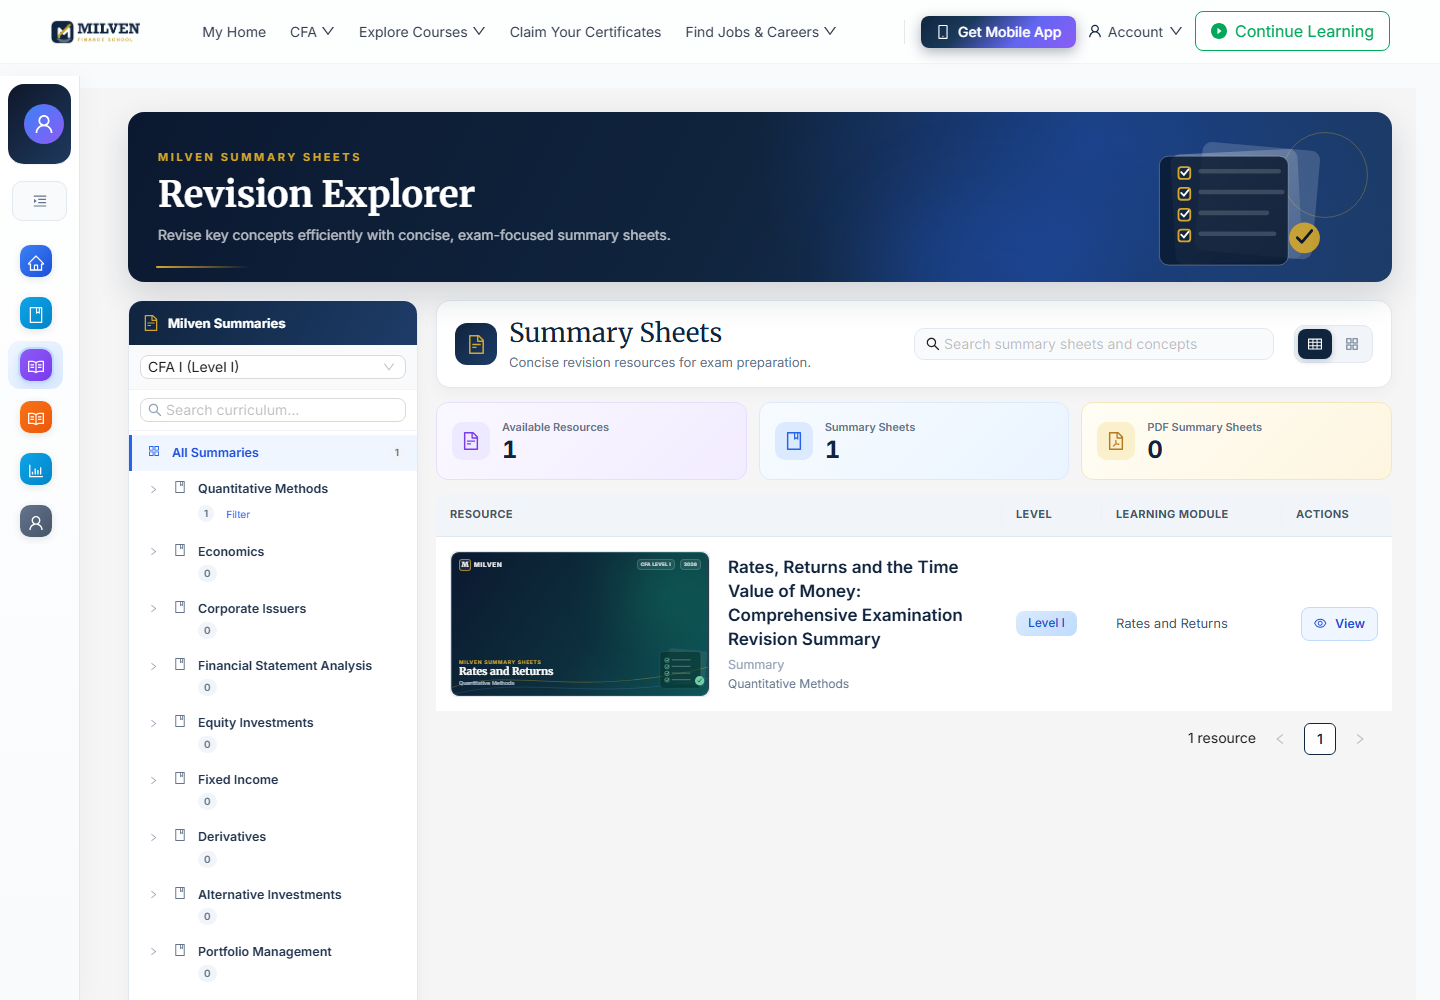 MILVEN
FINANCE SCHOOL
My Home
CFA
Explore Courses
Claim Your Certificates
Find Jobs & Careers
Get Mobile App
Account
Continue Learning
MILVEN SUMMARY SHEETS
Revision Explorer
Revise key concepts efficiently with concise, exam-focused summary sheets.
Milven Summaries
CFA I (Level I)
Search curriculum...
All Summaries 1
Quantitative Methods
1 Filter
Economics
0
Corporate Issuers
0
Financial Statement Analysis
0
Equity Investments
0
Fixed Income
0
Derivatives
0
Alternative Investments
0
Portfolio Management
0
Summary Sheets
Concise revision resources for exam preparation.
Search summary sheets and concepts
Available Resources
1
Summary Sheets
1
PDF Summary Sheets
0
RESOURCE LEVEL LEARNING MODULE ACTIONS
M MILVEN
CFA LEVEL I
MILVEN SUMMARY SHEETS
Rates and Returns
Quantitative Methods
Rates, Returns and the Time
Value of Money:
Comprehensive Examination
Revision Summary
Summary
Quantitative Methods
Level I
Rates and Returns
View
1 resource
1